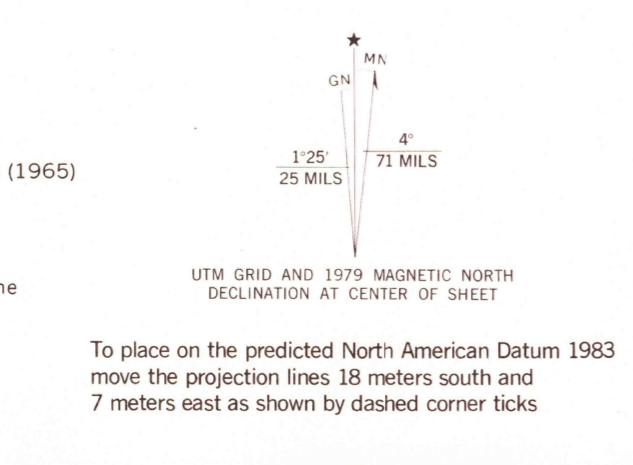 ★
MN
GN
4°
71 MILS
1°25′
25 MILS
(1965)
ne
UTM GRID AND 1979 MAGNETIC NORTH
DECLINATION AT CENTER OF SHEET
To place on the predicted North American Datum 1983
move the projection lines 18 meters south and
7 meters east as shown by dashed corner ticks